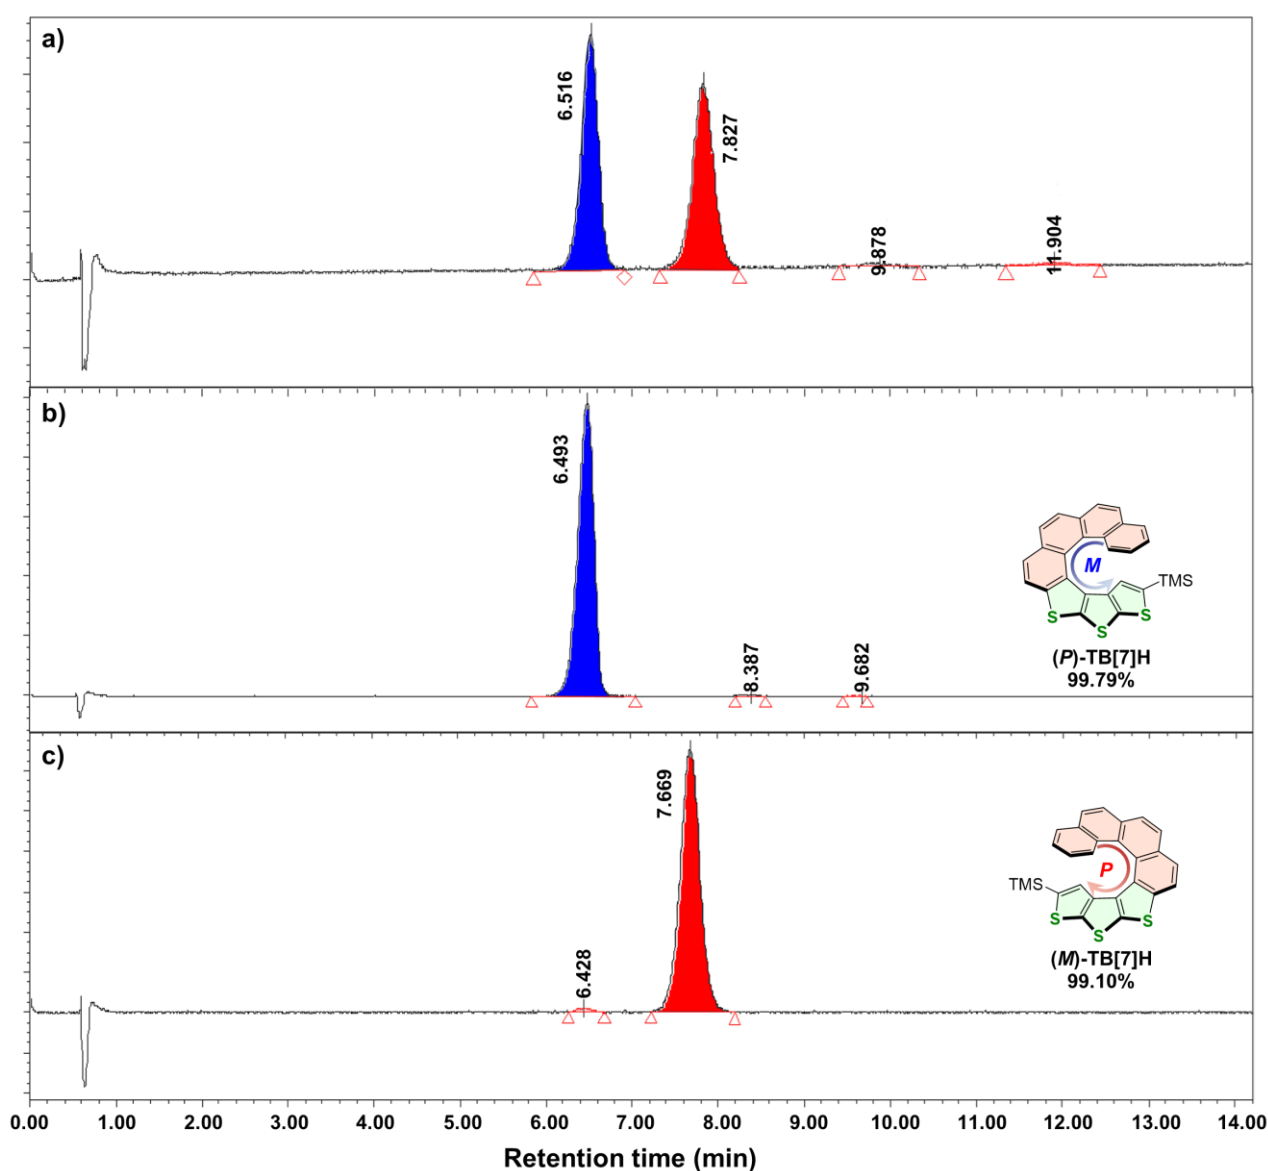 a)
6.516
7.827
9.878
11.904
b)
6.493
8.387
9.682
M
TMS
S
S
S
(P)-TB[7]H
99.79%
c)
7.669
6.428
P
TMS
S
S
S
(M)-TB[7]H
99.10%
0.00 1.00 2.00 3.00 4.00 5.00 6.00 7.00 8.00 9.00 10.00 11.00 12.00 13.00 14.00
Retention time (min)